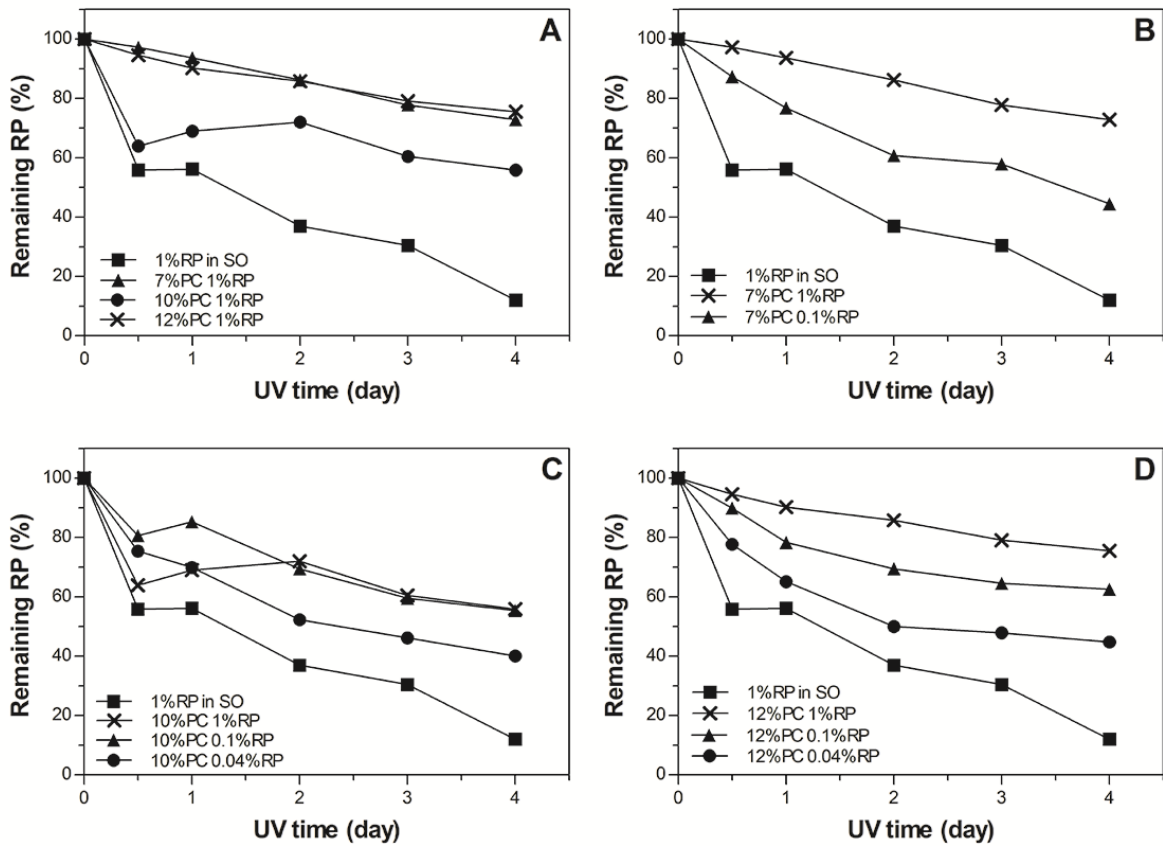 A
Remaining RP (%)
100
80
60
40
20
0
1%RP in SO
7%PC 1%RP
10%PC 1%RP
12%PC 1%RP
0 1 2 3 4
UV time (day)
B
Remaining RP (%)
100
80
60
40
20
0
1%RP in SO
7%PC 1%RP
7%PC 0.1%RP
0 1 2 3 4
UV time (day)
C
Remaining RP (%)
100
80
60
40
20
0
1%RP in SO
10%PC 1%RP
10%PC 0.1%RP
10%PC 0.04%RP
0 1 2 3 4
UV time (day)
D
Remaining RP (%)
100
80
60
40
20
0
1%RP in SO
12%PC 1%RP
12%PC 0.1%RP
12%PC 0.04%RP
0 1 2 3 4
UV time (day)